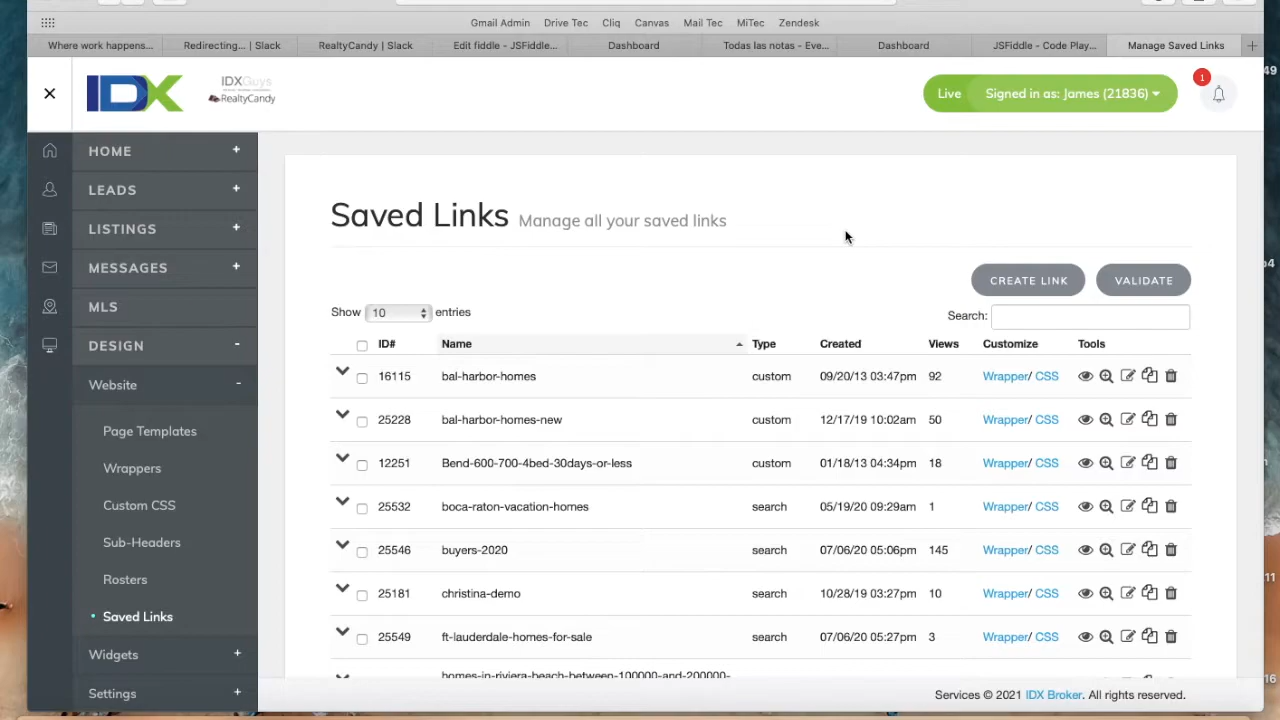 Gmail Admin Drive Tec Cliq Canvas Mail Tec MiTec Zendesk
Where work happens... Redirecting... | Slack RealtyCandy | Slack Edit fiddle - JSFiddle... Dashboard Todas las notas - Eve... Dashboard JSFiddle - Code Play... Manage Saved Links +
IDX IDXGuys RealtyCandy Live Signed in as: James (21836) 1
HOME +
LEADS +
LISTINGS +
MESSAGES +
MLS
DESIGN -
Website -
Page Templates
Wrappers
Custom CSS
Sub-Headers
Rosters
• Saved Links
Widgets +
Settings +
Saved Links Manage all your saved links
CREATE LINK VALIDATE
Show 10 entries Search:
ID# Name Type Created Views Customize Tools
16115 bal-harbor-homes custom 09/20/13 03:47pm 92 Wrapper/ CSS
25228 bal-harbor-homes-new custom 12/17/19 10:02am 50 Wrapper/ CSS
12251 Bend-600-700-4bed-30days-or-less custom 01/18/13 04:34pm 18 Wrapper/ CSS
25532 boca-raton-vacation-homes search 05/19/20 09:29am 1 Wrapper/ CSS
25546 buyers-2020 search 07/06/20 05:06pm 145 Wrapper/ CSS
25181 christina-demo search 10/28/19 03:27pm 10 Wrapper/ CSS
25549 ft-lauderdale-homes-for-sale search 07/06/20 05:27pm 3 Wrapper/ CSS
homes-in-riviera-beach-between-100000-and-200000-
Services © 2021 IDX Broker. All rights reserved.